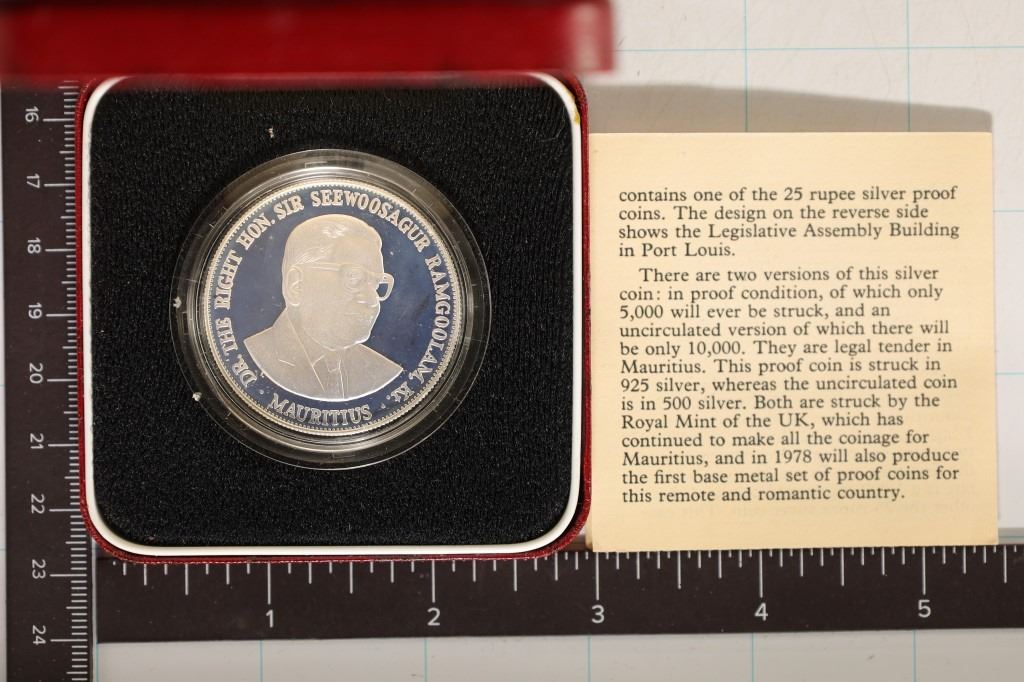 DR. THE RIGHT HON. SIR SEEWOOSAGUR RAMGOOLAM, Kt.
· MAURITIUS ·
contains one of the 25 rupee silver proof
coins. The design on the reverse side
shows the Legislative Assembly Building
in Port Louis.
There are two versions of this silver
coin: in proof condition, of which only
5,000 will ever be struck, and an
uncirculated version of which there will
be only 10,000. They are legal tender in
Mauritius. This proof coin is struck in
925 silver, whereas the uncirculated coin
is in 500 silver. Both are struck by the
Royal Mint of the UK, which has
continued to make all the coinage for
Mauritius, and in 1978 will also produce
the first base metal set of proof coins for
this remote and romantic country.
16
17
18
19
20
21
22
23
24
1 2 3 4 5